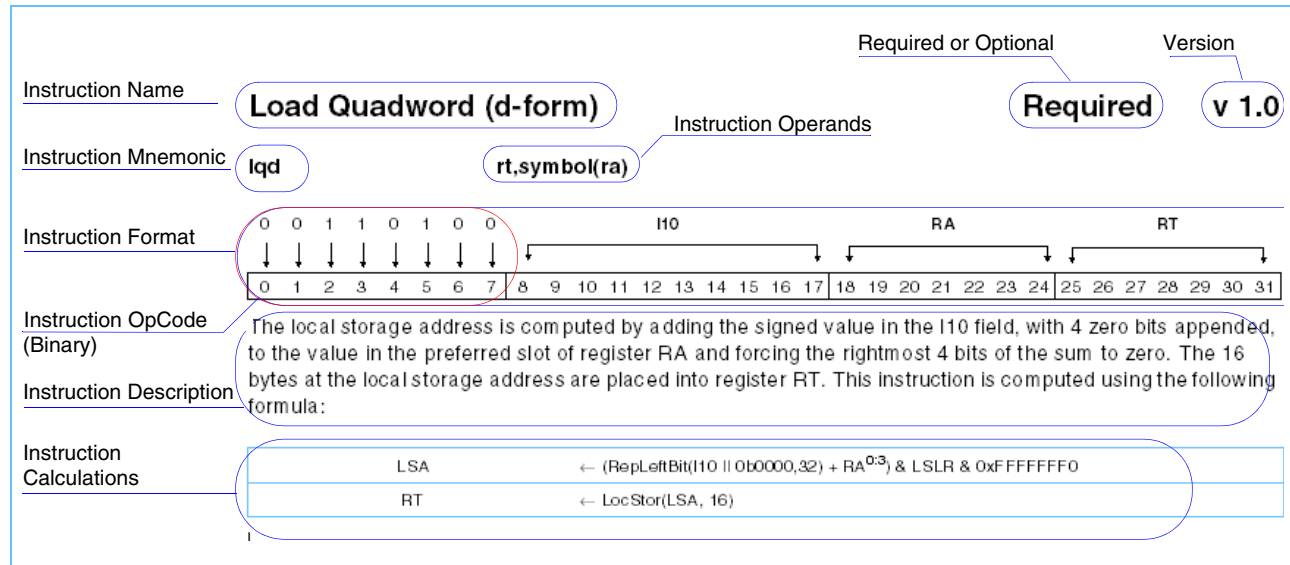 Required or Optional Version
Instruction Name Load Quadword (d-form) Required v 1.0
Instruction Operands
Instruction Mnemonic lqd rt,symbol(ra)
0 0 1 1 0 1 0 0 I10 RA RT
Instruction Format
0 1 2 3 4 5 6 7 8 9 10 11 12 13 14 15 16 17 18 19 20 21 22 23 24 25 26 27 28 29 30 31
Instruction OpCode
(Binary)
The local storage address is computed by adding the signed value in the I10 field, with 4 zero bits appended,
to the value in the preferred slot of register RA and forcing the rightmost 4 bits of the sum to zero. The 16
Instruction Description bytes at the local storage address are placed into register RT. This instruction is computed using the following
formula:
Instruction
Calculations
LSA ← (RepLeftBit(I10 || 0b0000,32) + RA0:3) & LSLR & 0xFFFFFFF0
RT ← LocStor(LSA, 16)